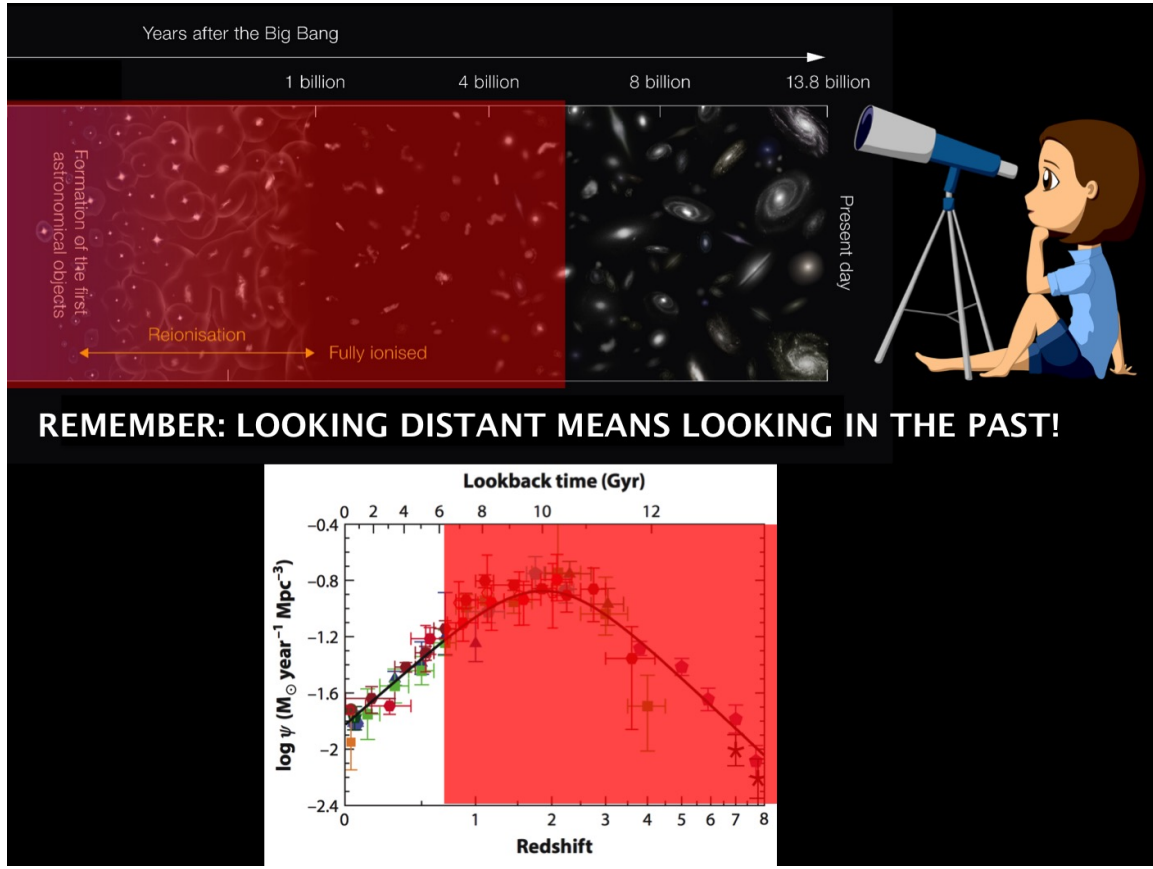 Years after the Big Bang
1 billion
4 billion
8 billion
13.8 billion
Formation of the first
astronomical objects
Reionisation
Fully ionised
Present day
REMEMBER: LOOKING DISTANT MEANS LOOKING IN THE PAST!
Lookback time (Gyr)
0 2 4 6 8 10 12
−0.4
−0.8
−1.2
−1.6
−2
−2.4
log ψ (M⊙ year⁻¹ Mpc⁻³)
0 1 2 3 4 5 6 7 8
Redshift